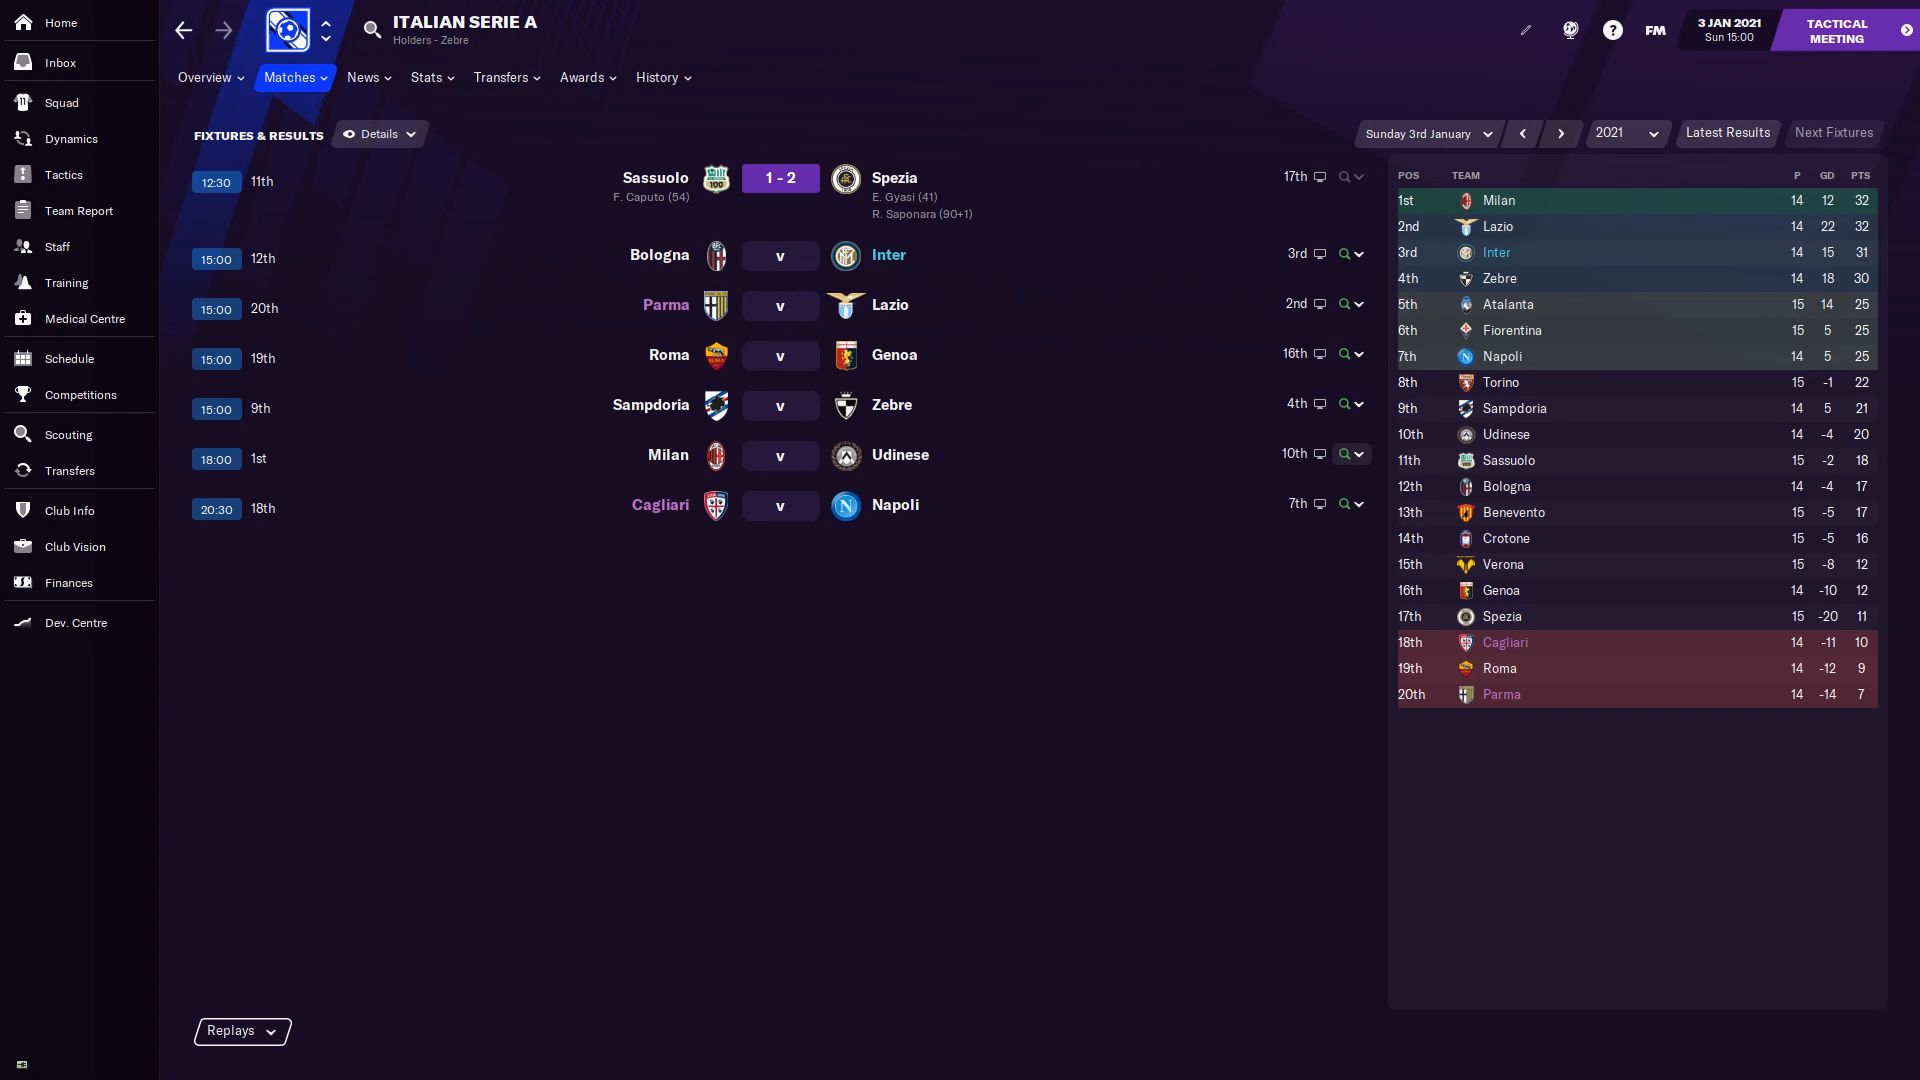 Home
Inbox
Squad
Dynamics
Tactics
Team Report
Staff
Training
Medical Centre
Schedule
Competitions
Scouting
Transfers
Club Info
Club Vision
Finances
Dev. Centre
ITALIAN SERIE A
Holders - Zebre
FM
3 JAN 2021
Sun 15:00
TACTICAL
MEETING
Overview Matches News Stats Transfers Awards History
FIXTURES & RESULTS Details
Sunday 3rd January 2021 Latest Results Next Fixtures
12:30 11th Sassuolo 1 - 2 Spezia 17th
F. Caputo (54) E. Gyasi (41)
R. Saponara (90+1)
15:00 12th Bologna v Inter 3rd
15:00 20th Parma v Lazio 2nd
15:00 19th Roma v Genoa 16th
15:00 9th Sampdoria v Zebre 4th
18:00 1st Milan v Udinese 10th
20:30 18th Cagliari v Napoli 7th
POS TEAM P GD PTS
1st Milan 14 12 32
2nd Lazio 14 22 32
3rd Inter 14 15 31
4th Zebre 14 18 30
5th Atalanta 15 14 25
6th Fiorentina 15 5 25
7th Napoli 14 5 25
8th Torino 15 -1 22
9th Sampdoria 14 5 21
10th Udinese 14 -4 20
11th Sassuolo 15 -2 18
12th Bologna 14 -4 17
13th Benevento 15 -5 17
14th Crotone 15 -5 16
15th Verona 15 -8 12
16th Genoa 14 -10 12
17th Spezia 15 -20 11
18th Cagliari 14 -11 10
19th Roma 14 -12 9
20th Parma 14 -14 7
Replays